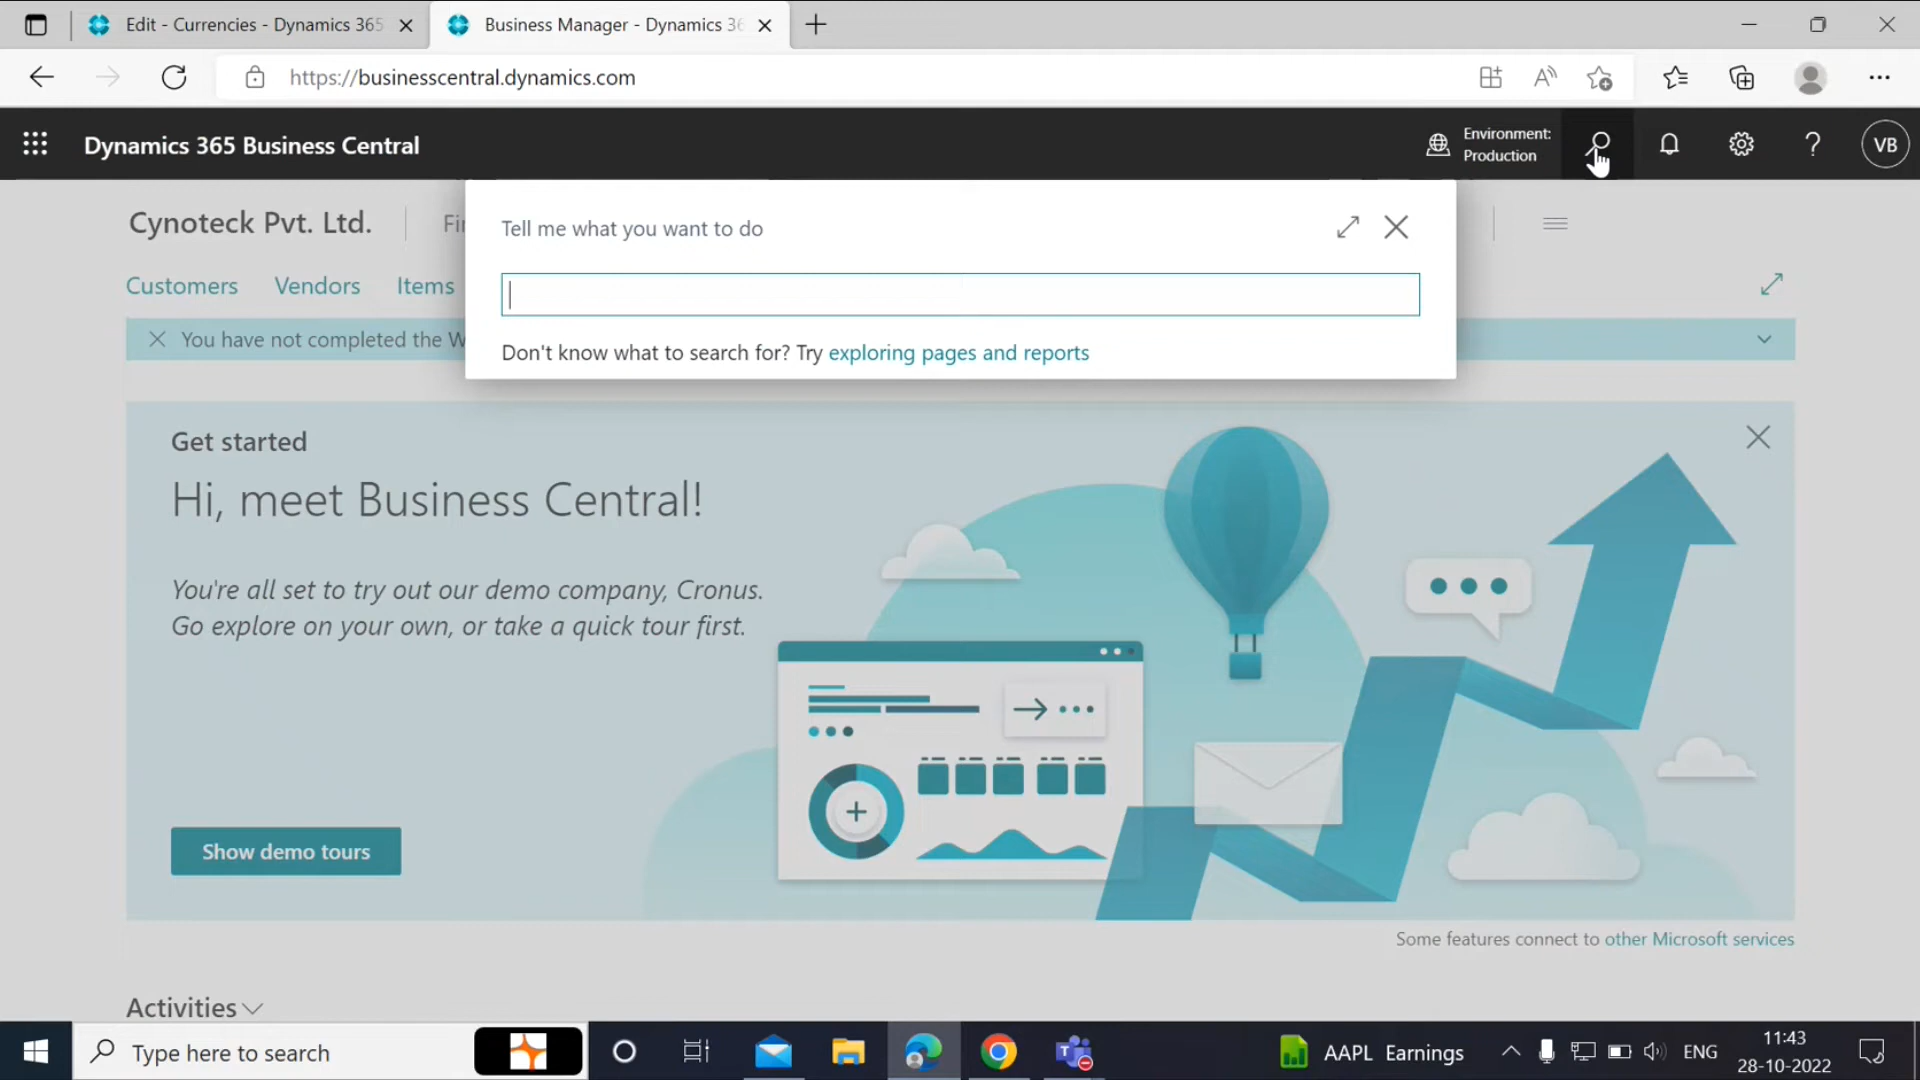 Edit - Currencies - Dynamics 365
Business Manager - Dynamics 36
https://businesscentral.dynamics.com
Dynamics 365 Business Central
Environment:
Production
VB
Tell me what you want to do
Cynoteck Pvt. Ltd.
Fi
Customers Vendors Items
You have not completed the W
Don't know what to search for? Try exploring pages and reports
Get started
Hi, meet Business Central!
You're all set to try out our demo company, Cronus.
Go explore on your own, or take a quick tour first.
Show demo tours
Some features connect to other Microsoft services
Activities
Type here to search
AAPL Earnings
ENG
11:43
28-10-2022